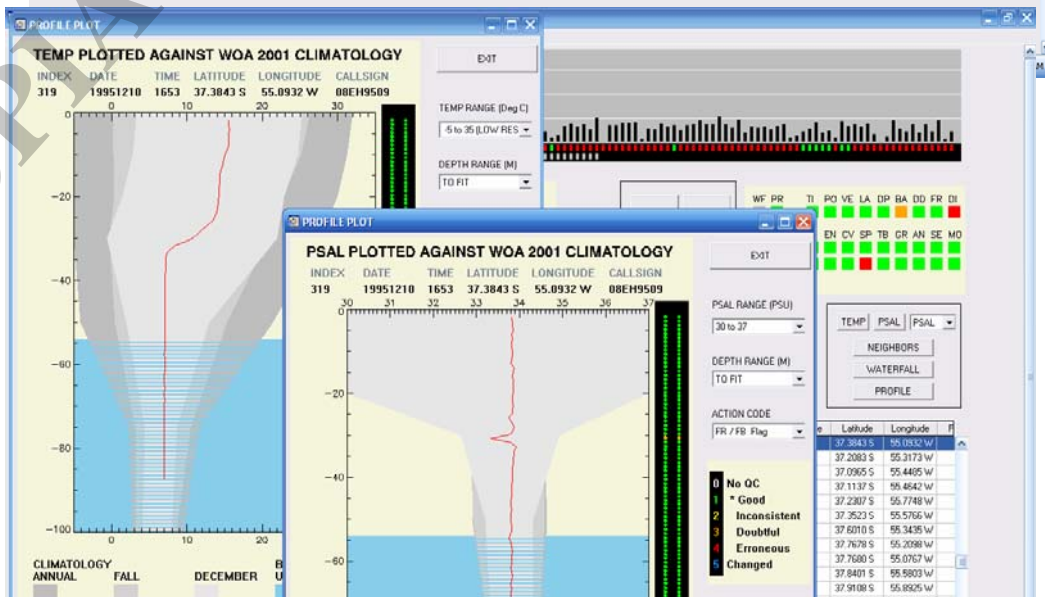 PIA
PROFILE PLOT
TEMP PLOTTED AGAINST WOA 2001 CLIMATOLOGY
INDEX DATE TIME LATITUDE LONGITUDE CALLSIGN
319 19951210 1653 37.3843 S 55.0932 W 08EH9509
0 10 20 30
0
-20
-40
-60
-80
-100
0 10 20
CLIMATOLOGY
ANNUAL FALL DECEMBER
EXIT
TEMP RANGE (Deg C)
-5 to 35 (LOW RES
DEPTH RANGE (M)
TO FIT
PROFILE PLOT
PSAL PLOTTED AGAINST WOA 2001 CLIMATOLOGY
INDEX DATE TIME LATITUDE LONGITUDE CALLSIGN
319 19951210 1653 37.3843 S 55.0932 W 08EH9509
30 31 32 33 34 35 36 37
0
-20
-40
-60
EXIT
PSAL RANGE (PSU)
30 to 37
DEPTH RANGE (M)
TO FIT
ACTION CODE
FR / FB Flag
0 No QC
1 * Good
2 Inconsistent
3 Doubtful
4 Erroneous
5 Changed
WF PR TI PO VE LA DP BA DD FR DI
EN CV SP TB GR AN SE MO
TEMP PSAL PSAL
NEIGHBORS
WATERFALL
PROFILE
e Latitude Longitude F
37.3843 S 55.0932 W
37.2083 S 55.3173 W
37.0965 S 55.4405 W
37.1137 S 55.4642 W
37.2307 S 55.7748 W
37.3523 S 55.5766 W
37.6010 S 55.3435 W
37.7678 S 55.2098 W
37.7680 S 55.0767 W
37.8401 S 55.5803 W
37.9108 S 55.8925 W